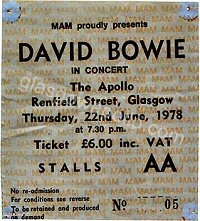 MAM proudly presents
DAVID BOWIE
IN CONCERT
The Apollo
Renfield Street, Glasgow
Thursday, 22nd June, 1978
at 7.30 p.m.
Ticket £6.00 inc. VAT
STALLS AA
No re-admission
For conditions see reverse
To be retained and produced
on demand
No. 05